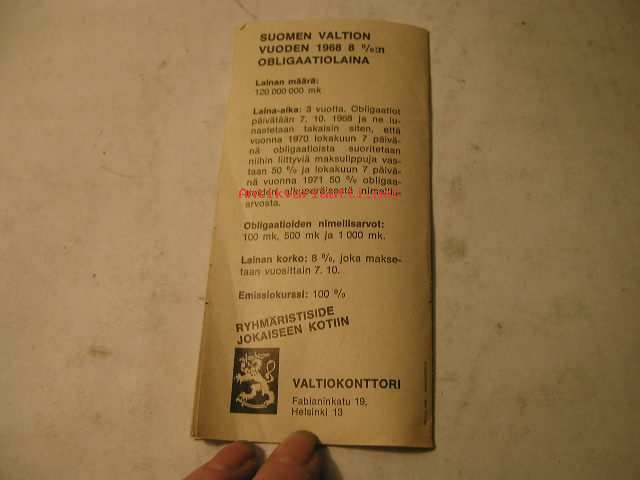 SUOMEN VALTION
VUODEN 1968 8 %:n
OBLIGAATIOLAINA
Lainan määrä:
120 000 000 mk
Laina-aika: 3 vuotta. Obligaatiot
päivätään 7. 10. 1968 ja ne lu-
nastetaan takaisin siten, että
vuonna 1970 lokakuun 7 päivä-
nä obligaatioista suoritetaan
niihin liittyviä maksulippuja vas-
taan 50 % ja lokakuun 7 päivä-
nä vuonna 1971 50 % obligaa-
tioiden alkuperäisestä nimellis-
arvosta.
Obligaatioiden nimellisarvot:
100 mk, 500 mk ja 1 000 mk.
Lainan korko: 8 %, joka makse-
taan vuosittain 7. 10.
Emissiokurssi: 100 %
RYHMÄRISTISIDE
JOKAISEEN KOTIIN
VALTIOKONTTORI
Fabianinkatu 19,
Helsinki 13